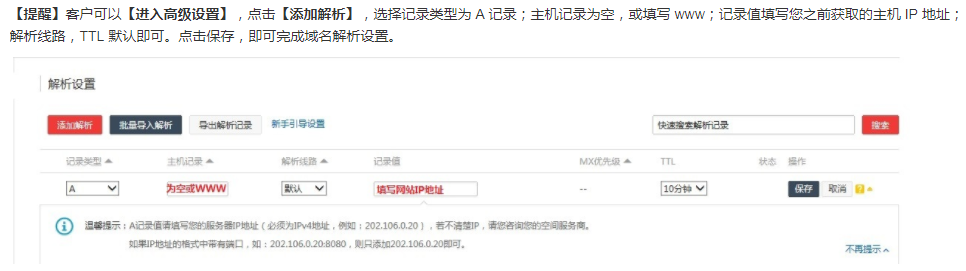 【提醒】客户可以【进入高级设置】，点击【添加解析】，选择记录类型为 A 记录；主机记录为空，或填写 www；记录值填写您之前获取的主机 IP 地址；
解析线路，TTL 默认即可。点击保存，即可完成域名解析设置。
解析设置
添加解析 批量导入解析 导出解析记录 新手引导设置 快速搜索解析记录 搜索
记录类型 主机记录 解析线路 记录值 MX优先级 TTL 状态 操作
A 为空或WWW 默认 填写网站IP地址 -- 10分钟 保存 取消
温馨提示：A记录值请填写您的服务器IP地址（必须为IPv4地址，例如：202.106.0.20），若不清楚IP，请您咨询您的空间服务商。
如果IP地址的格式中带有端口，如：202.106.0.20:8080，则只添加202.106.0.20即可。
不再提示